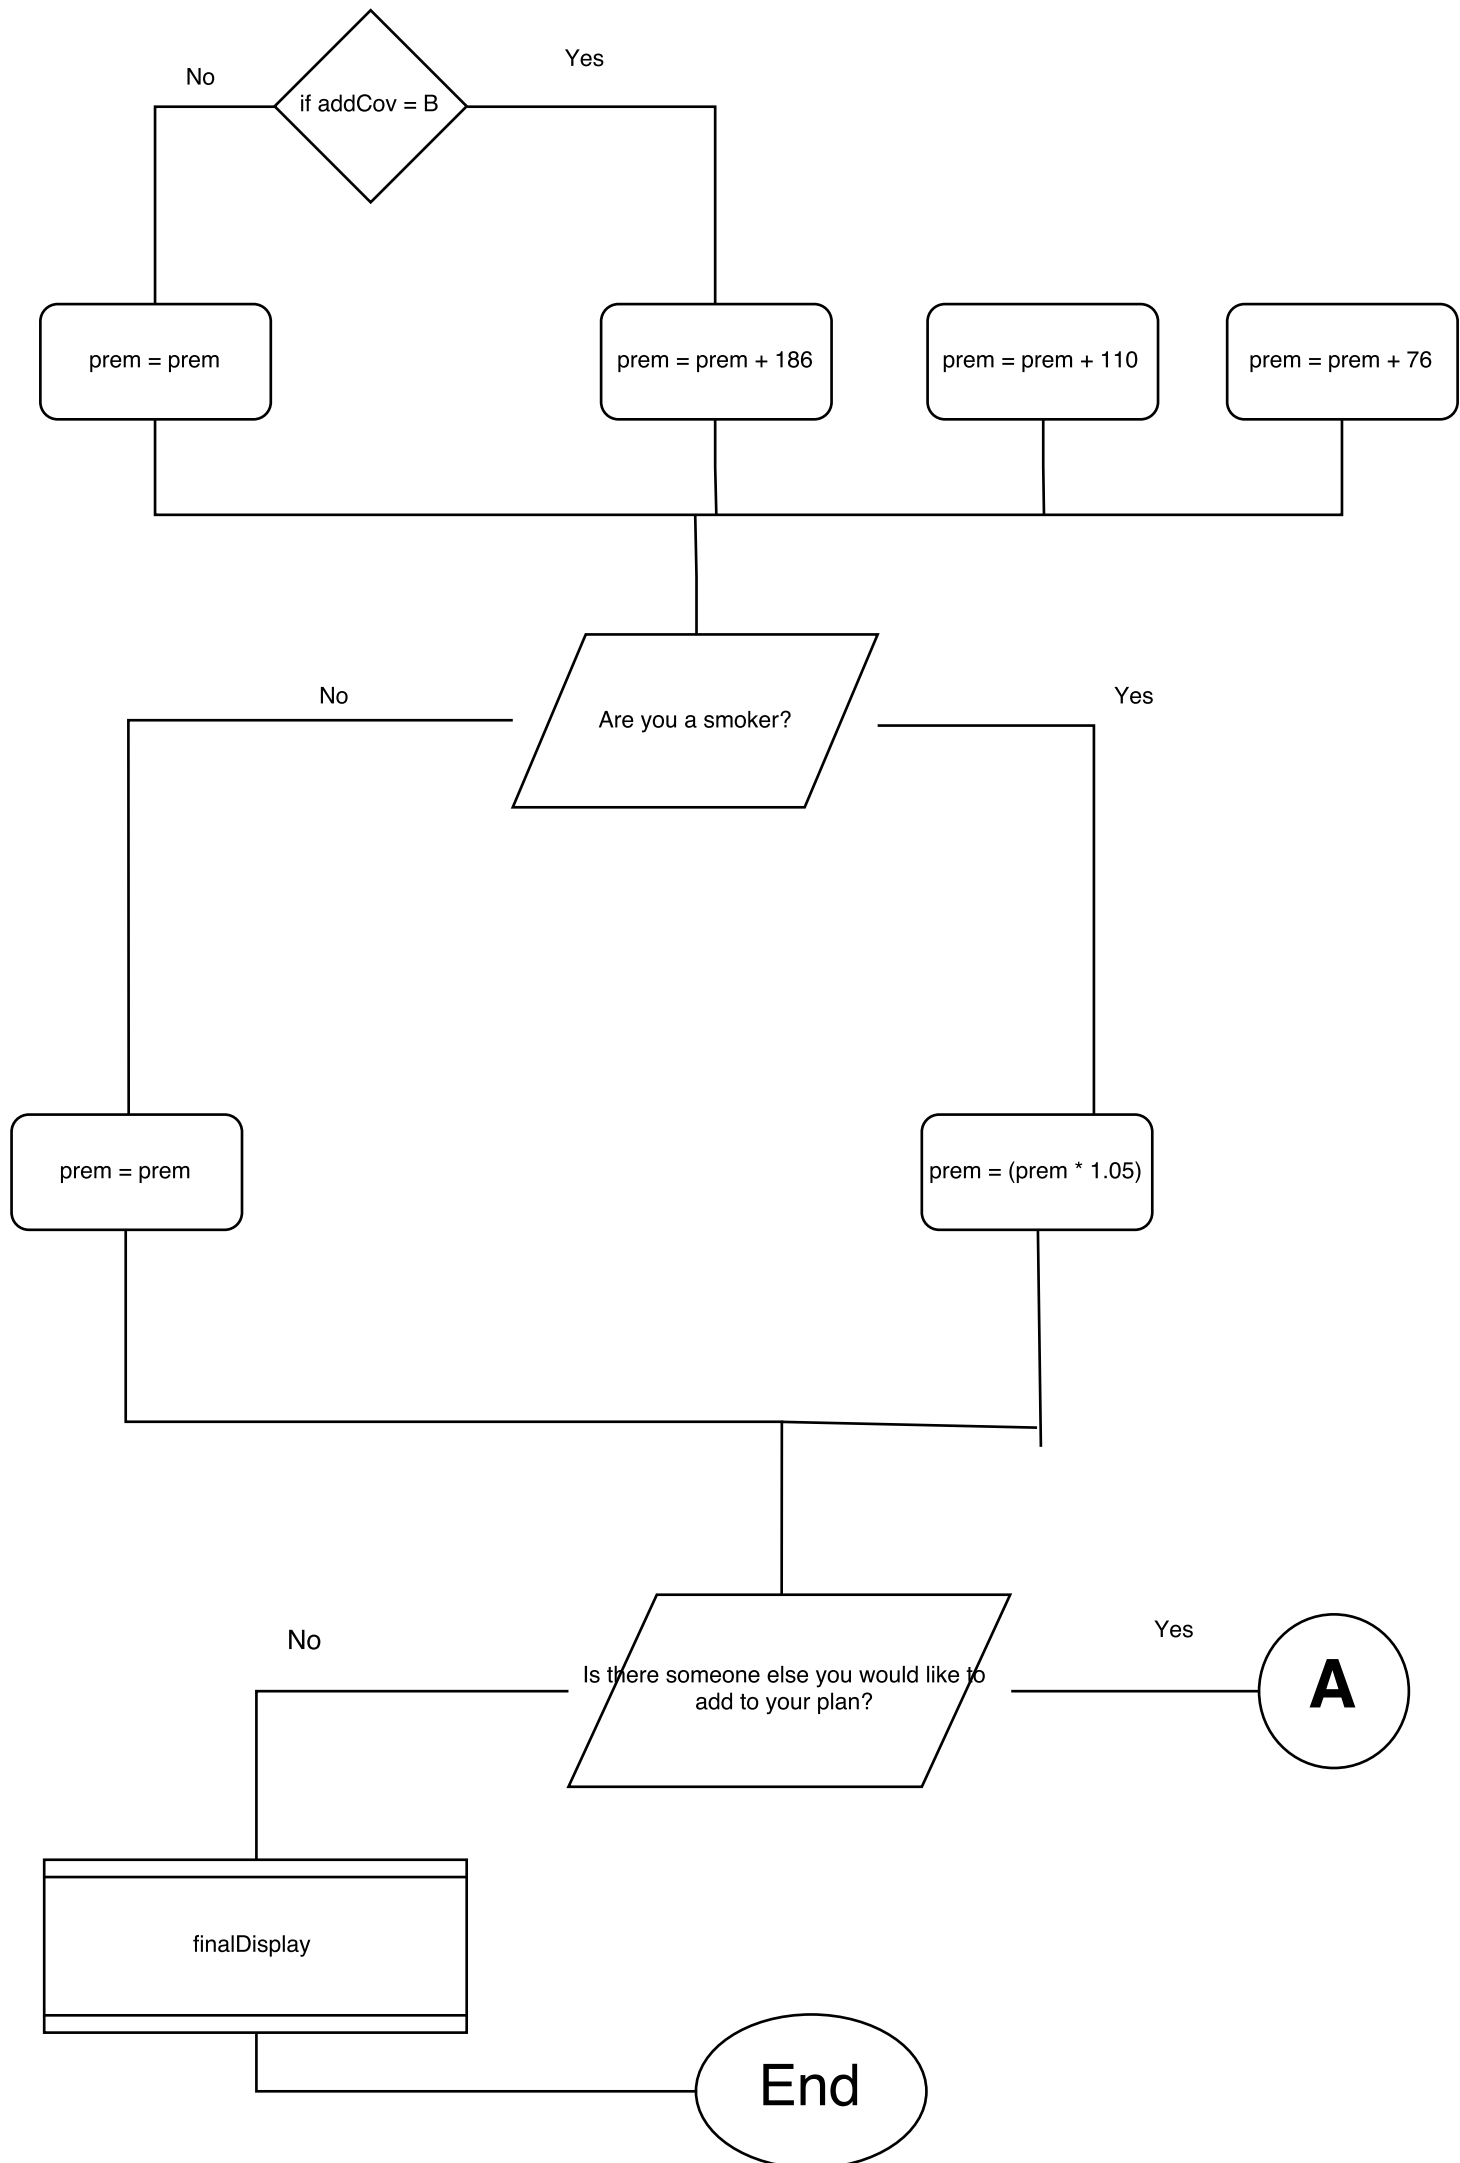 No
Yes
if addCov = B
prem = prem
prem = prem + 186
prem = prem + 110
prem = prem + 76
No
Yes
Are you a smoker?
prem = prem
prem = (prem * 1.05)
No
Yes
Is there someone else you would like to
add to your plan?
A
finalDisplay
End